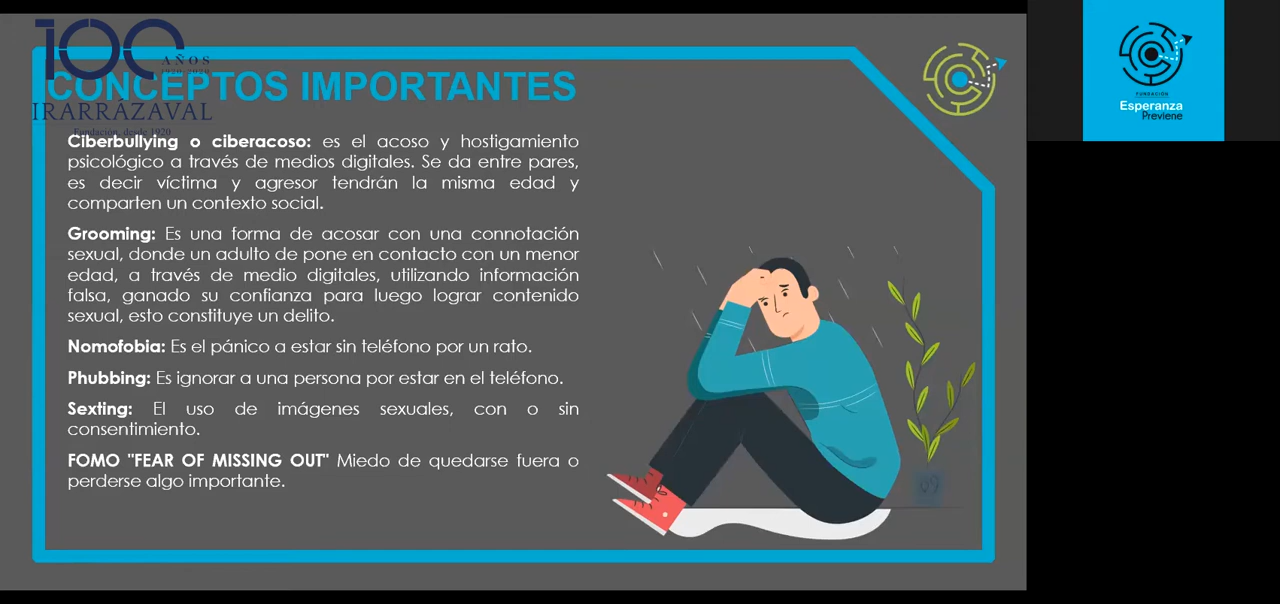 100
AÑOS
1920-2020
CONCEPTOS IMPORTANTES
IRARRÁZAVAL
Fundación, desde 1920
Ciberbullying o ciberacoso: es el acoso y hostigamiento
psicológico a través de medios digitales. Se da entre pares,
es decir víctima y agresor tendrán la misma edad y
comparten un contexto social.
Grooming: Es una forma de acosar con una connotación
sexual, donde un adulto de pone en contacto con un menor
edad, a través de medio digitales, utilizando información
falsa, ganado su confianza para luego lograr contenido
sexual, esto constituye un delito.
Nomofobia: Es el pánico a estar sin teléfono por un rato.
Phubbing: Es ignorar a una persona por estar en el teléfono.
Sexting: El uso de imágenes sexuales, con o sin
consentimiento.
FOMO "FEAR OF MISSING OUT" Miedo de quedarse fuera o
perderse algo importante.
FUNDACIÓN
Esperanza
Previene